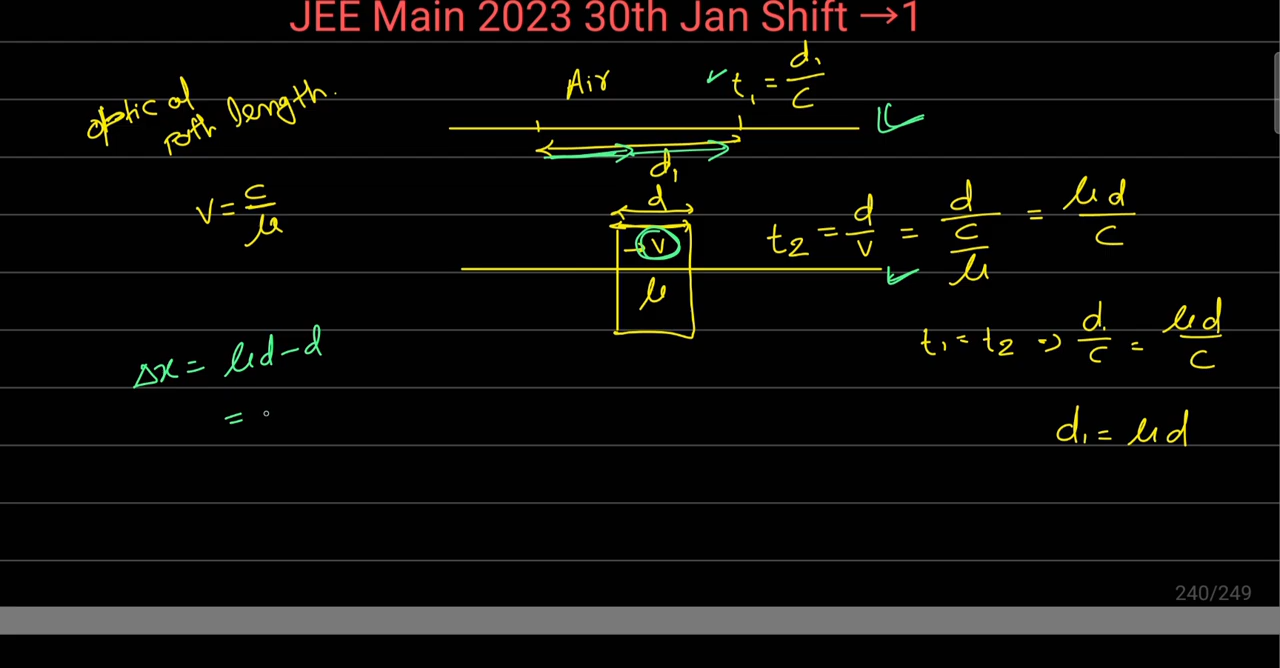 JEE Main 2023 30th Jan Shift →1
optical path length.
Air
t₁ = d₁/c
d₁
v = c/μ
d
v
μ
t2 = d/v = d/(c/μ) = μd/c
t₁ = t2 ⇒ d₁/c = μd/c
Δx = μd-d
=
d₁ = μd
240/249